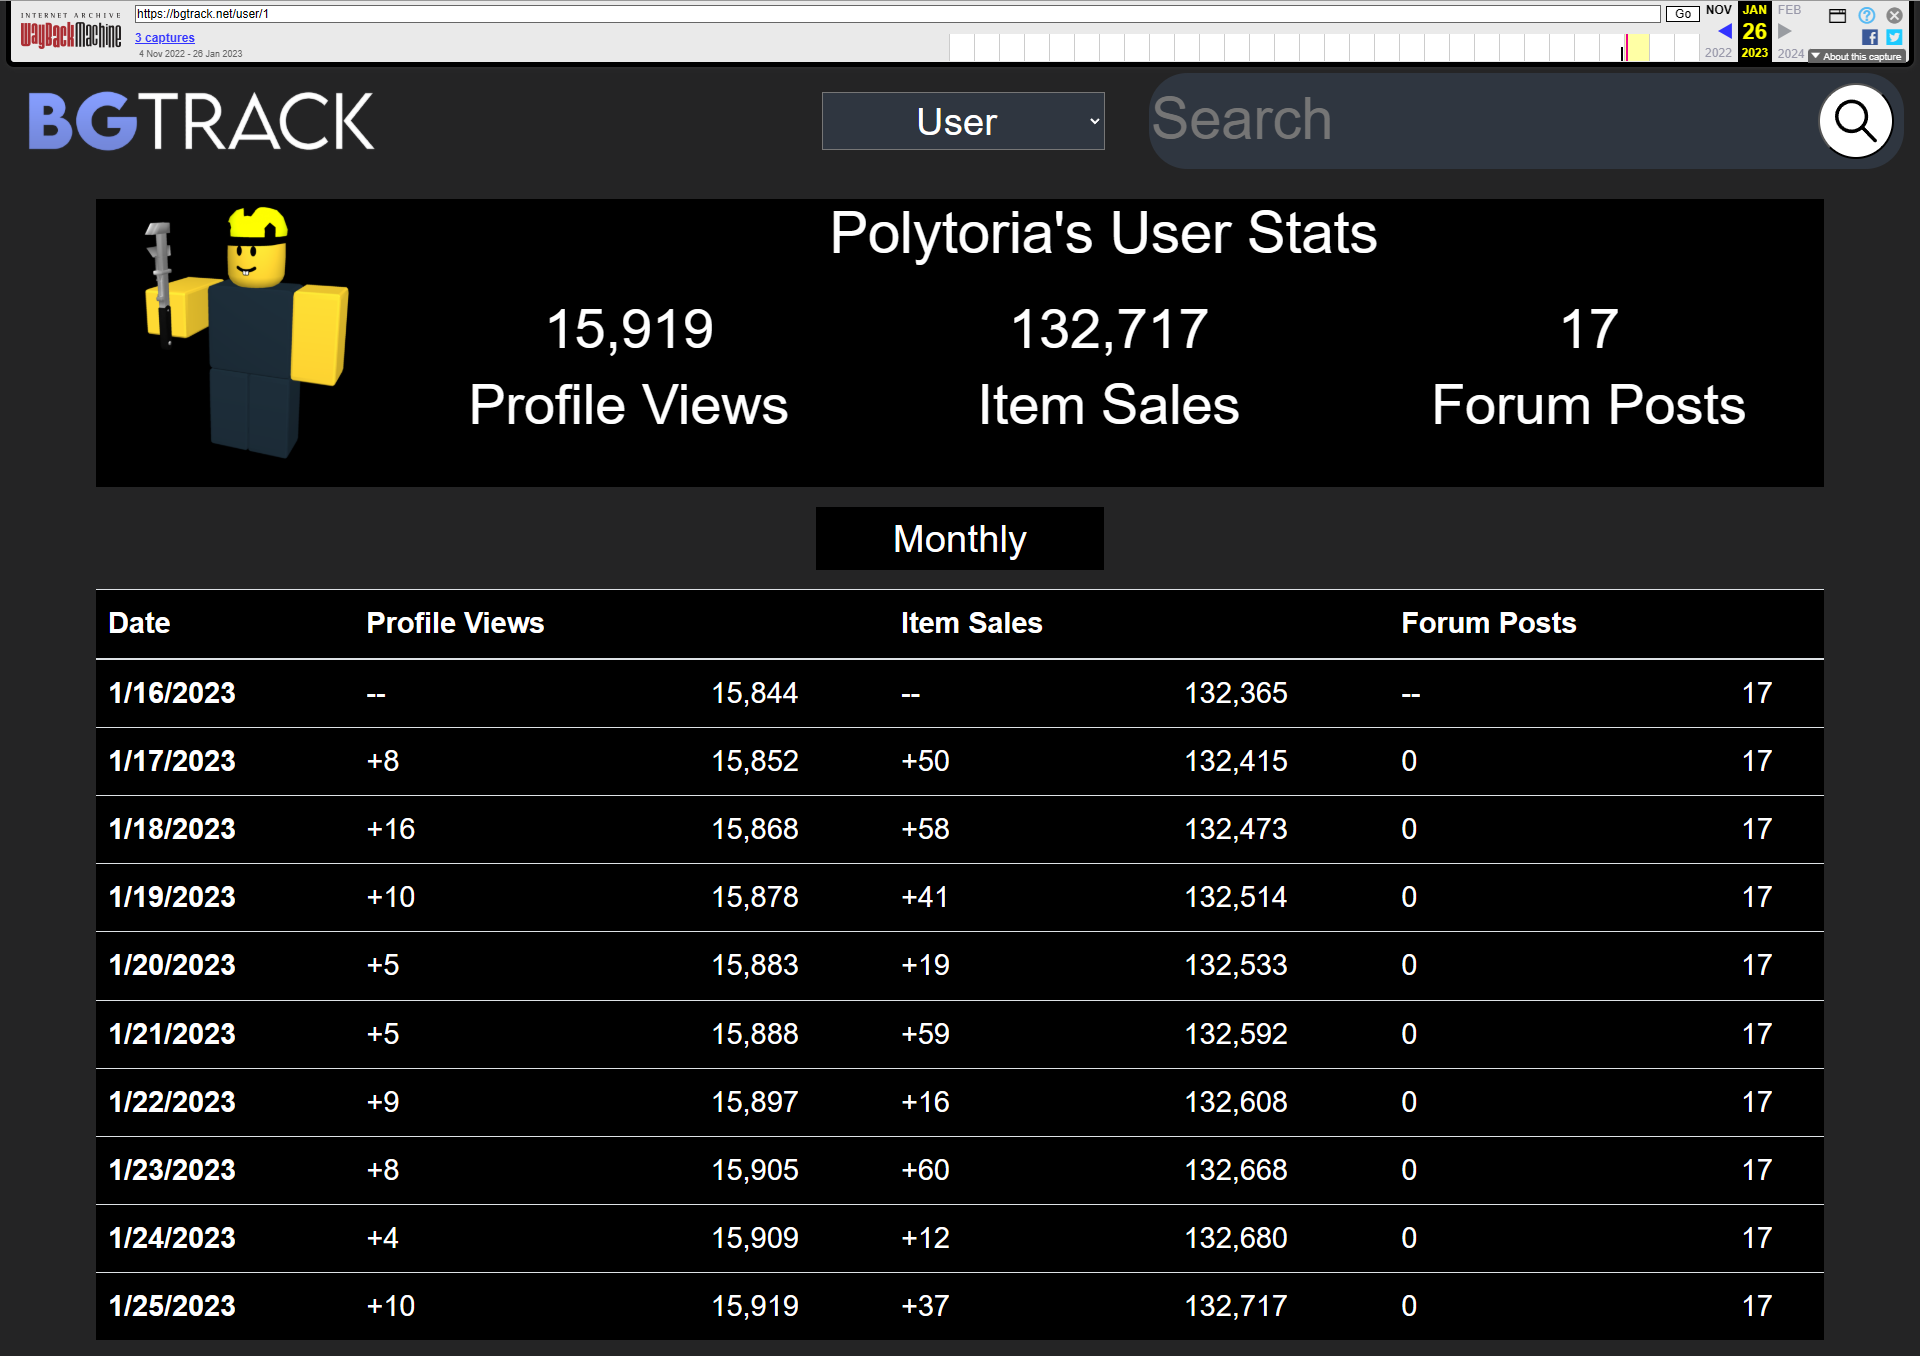 INTERNET ARCHIVE
WayBackMachine
https://bgtrack.net/user/1
Go
3 captures
4 Nov 2022 - 26 Jan 2023
NOV JAN FEB
26
2022 2023 2024
About this capture
BGTRACK
User
Search
Polytoria's User Stats
15,919 132,717 17
Profile Views Item Sales Forum Posts
Monthly
Date Profile Views Item Sales Forum Posts
1/16/2023 -- 15,844 -- 132,365 -- 17
1/17/2023 +8 15,852 +50 132,415 0 17
1/18/2023 +16 15,868 +58 132,473 0 17
1/19/2023 +10 15,878 +41 132,514 0 17
1/20/2023 +5 15,883 +19 132,533 0 17
1/21/2023 +5 15,888 +59 132,592 0 17
1/22/2023 +9 15,897 +16 132,608 0 17
1/23/2023 +8 15,905 +60 132,668 0 17
1/24/2023 +4 15,909 +12 132,680 0 17
1/25/2023 +10 15,919 +37 132,717 0 17